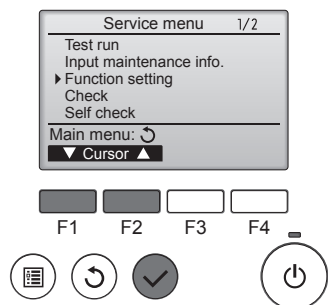 Service menu 1/2
Test run
Input maintenance info.
Function setting
Check
Self check
Main menu:
▼ Cursor ▲
F1 F2 F3 F4